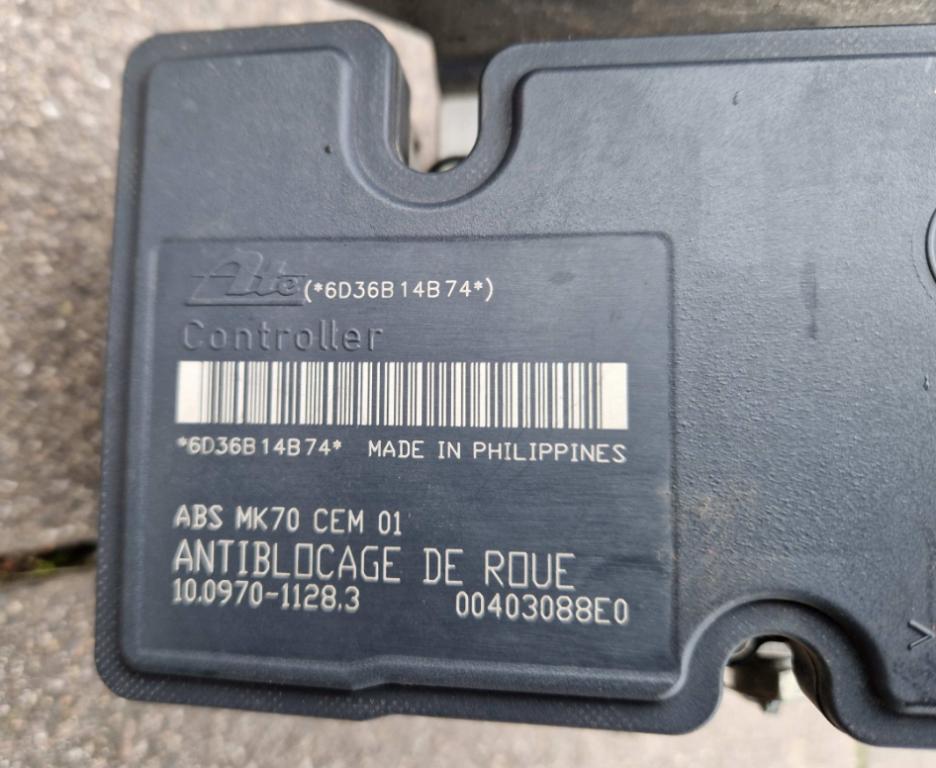 Ate (*6D36B14B74*)
Controller
*6D36B14B74* MADE IN PHILIPPINES
ABS MK70 CEM 01
ANTIBLOCAGE DE ROUE
10.0970-1128.3 00403088E0